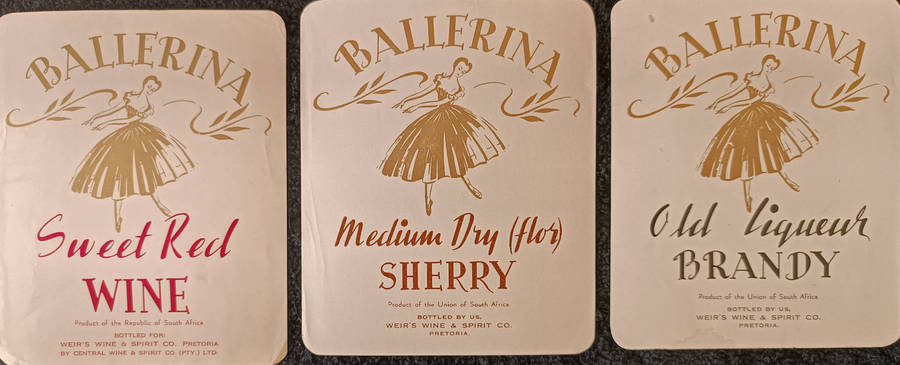 BALLERINA
Sweet Red
WINE
Product of the Republic of South Africa
BOTTLED FOR:
WEIR'S WINE & SPIRIT CO. PRETORIA
BY CENTRAL WINE & SPIRIT CO. (PTY.) LTD.
BALLERINA
Medium Dry (flor)
SHERRY
Product of the Union of South Africa
BOTTLED BY US,
WEIR'S WINE & SPIRIT CO.
PRETORIA.
BALLERINA
Old liqueur
BRANDY
Product of the Union of South Africa
BOTTLED BY US,
WEIR'S WINE & SPIRIT CO.
PRETORIA.